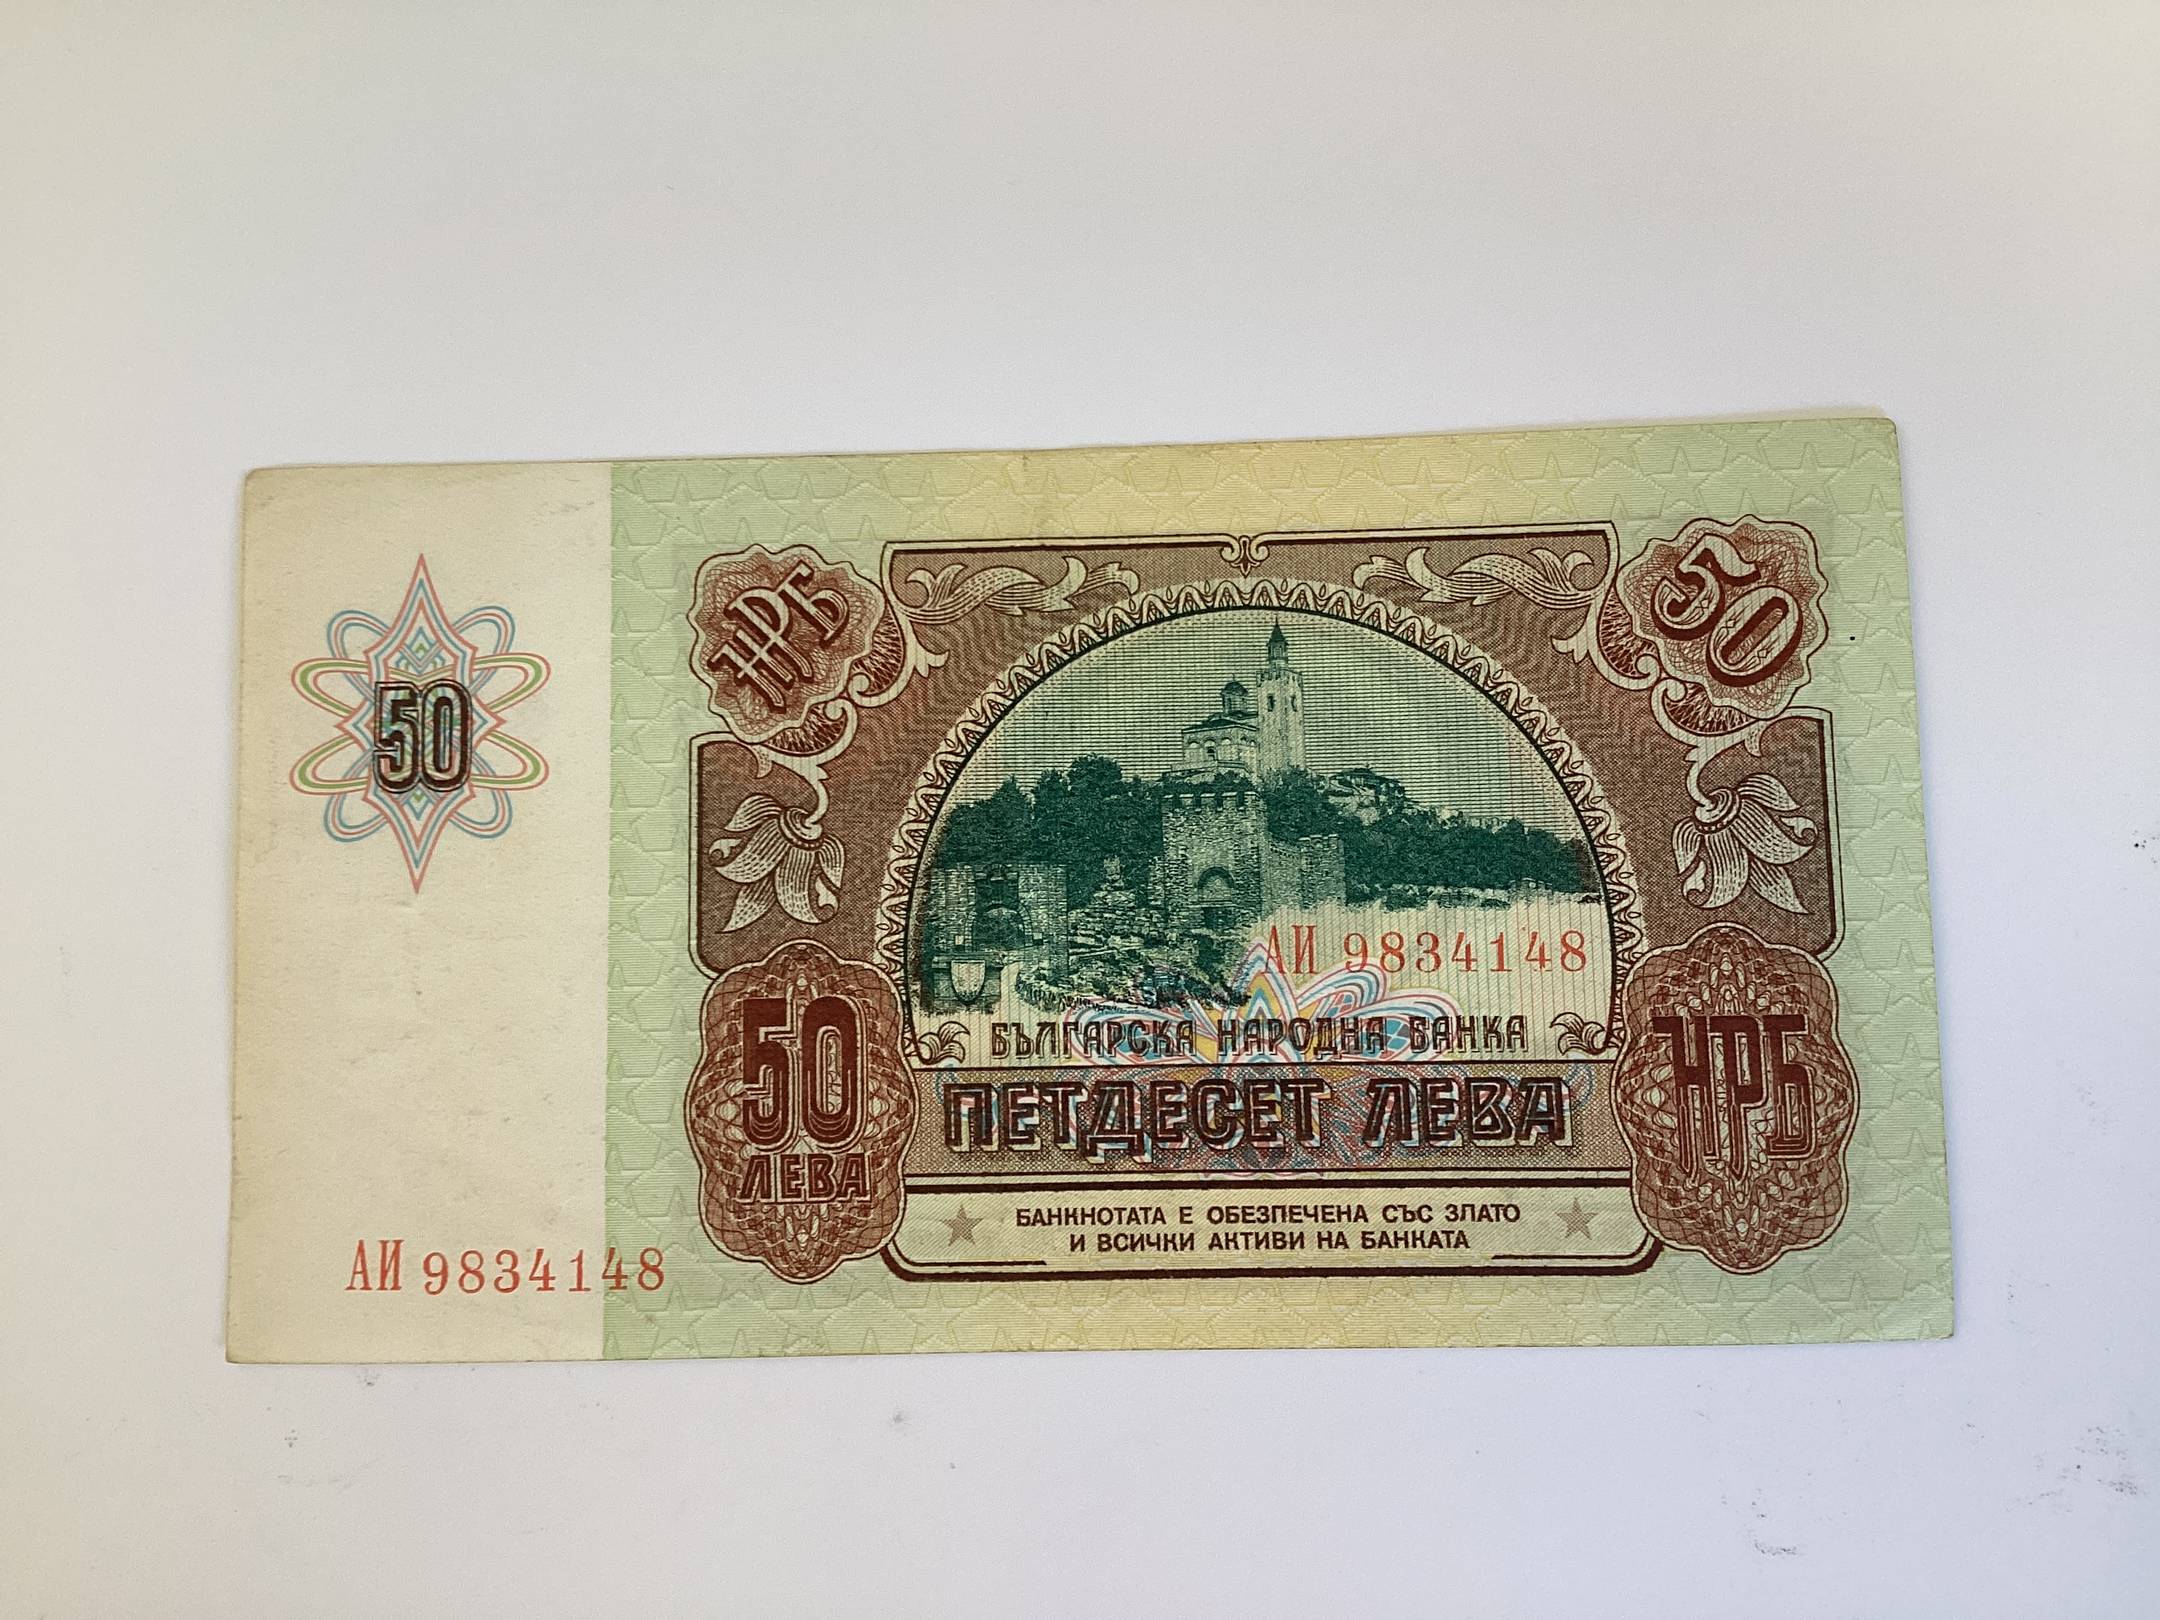 НРБ
50
50
АИ 9834148
БЪЛГАРСКА НАРОДНА БАНКА
ПЕТДЕСЕТ ЛЕВА
50
ЛЕВА
НРБ
БАНКНОТАТА Е ОБЕЗПЕЧЕНА СЪС ЗЛАТО
И ВСИЧКИ АКТИВИ НА БАНКАТА
АИ 9834148